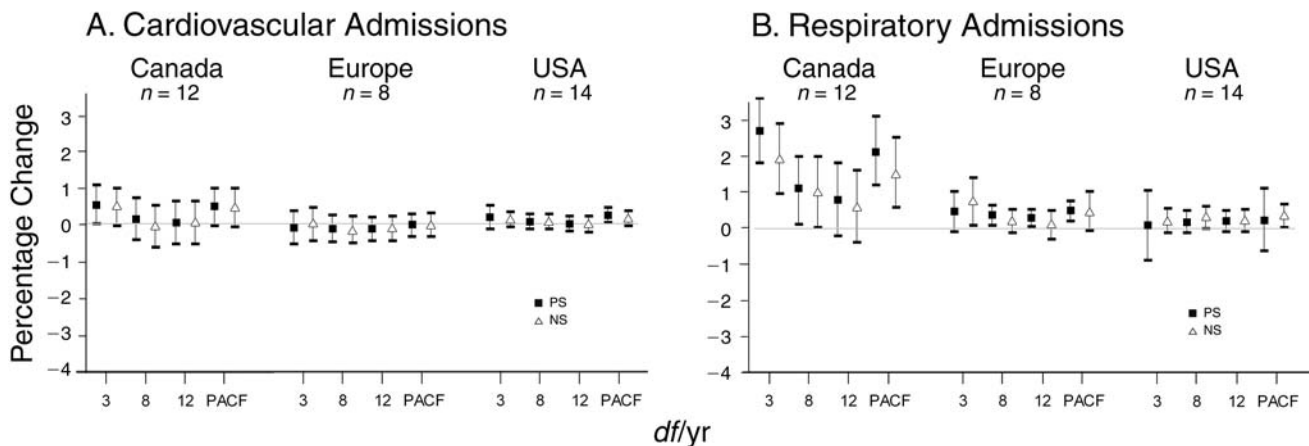 A. Cardiovascular Admissions
Canada Europe USA
n = 12 n = 8 n = 14
Percentage Change
3
2
1
0
−1
−2
−3
−4
PS
NS
3 8 12 PACF 3 8 12 PACF 3 8 12 PACF
B. Respiratory Admissions
Canada Europe USA
n = 12 n = 8 n = 14
3
2
1
0
−1
−2
−3
−4
PS
NS
3 8 12 PACF 3 8 12 PACF 3 8 12 PACF
df/yr